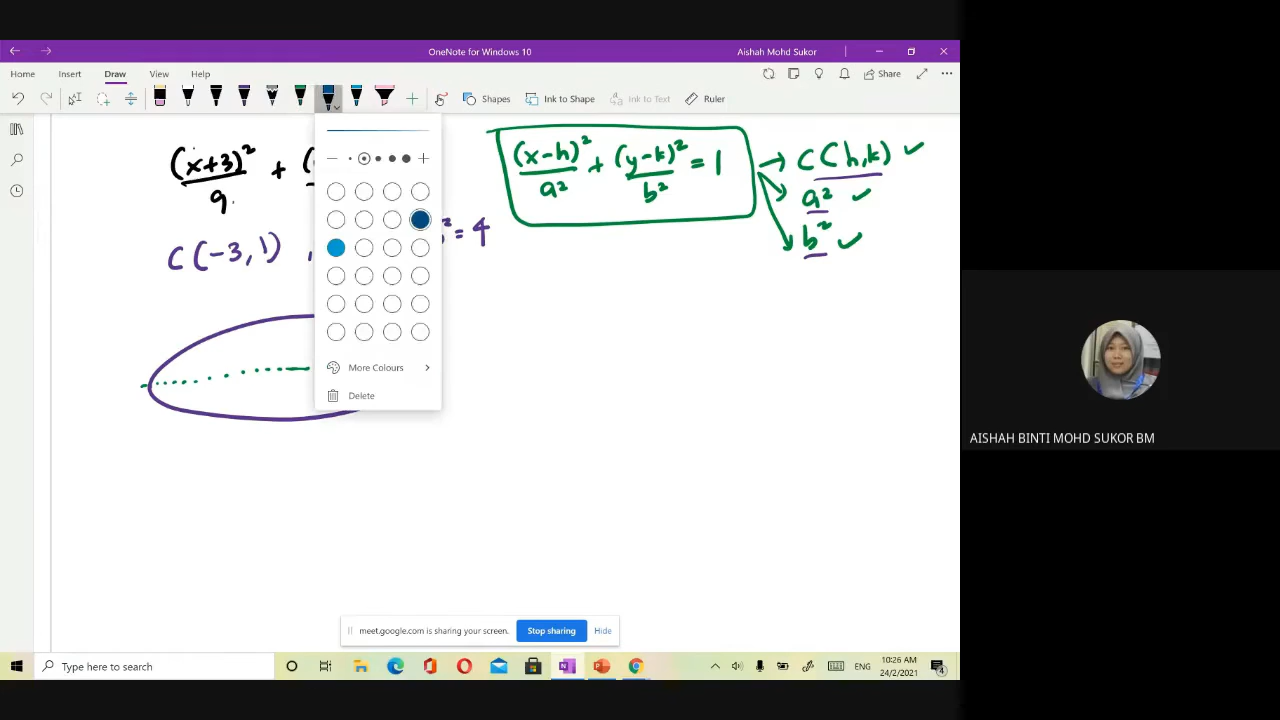 OneNote for Windows 10
Aishah Mohd Sukor
Home Insert Draw View Help
Share
Shapes Ink to Shape Ink to Text Ruler
(x+3)² + (
9
(x-h)² + (y-k)² = 1
a² b²
→ C(h,k) ✓
a² ✓
b² ✓
C(-3,1) , ² = 4
More Colours
Delete
AISHAH BINTI MOHD SUKOR BM
meet.google.com is sharing your screen. Stop sharing Hide
Type here to search
ENG
10:26 AM
24/2/2021
4